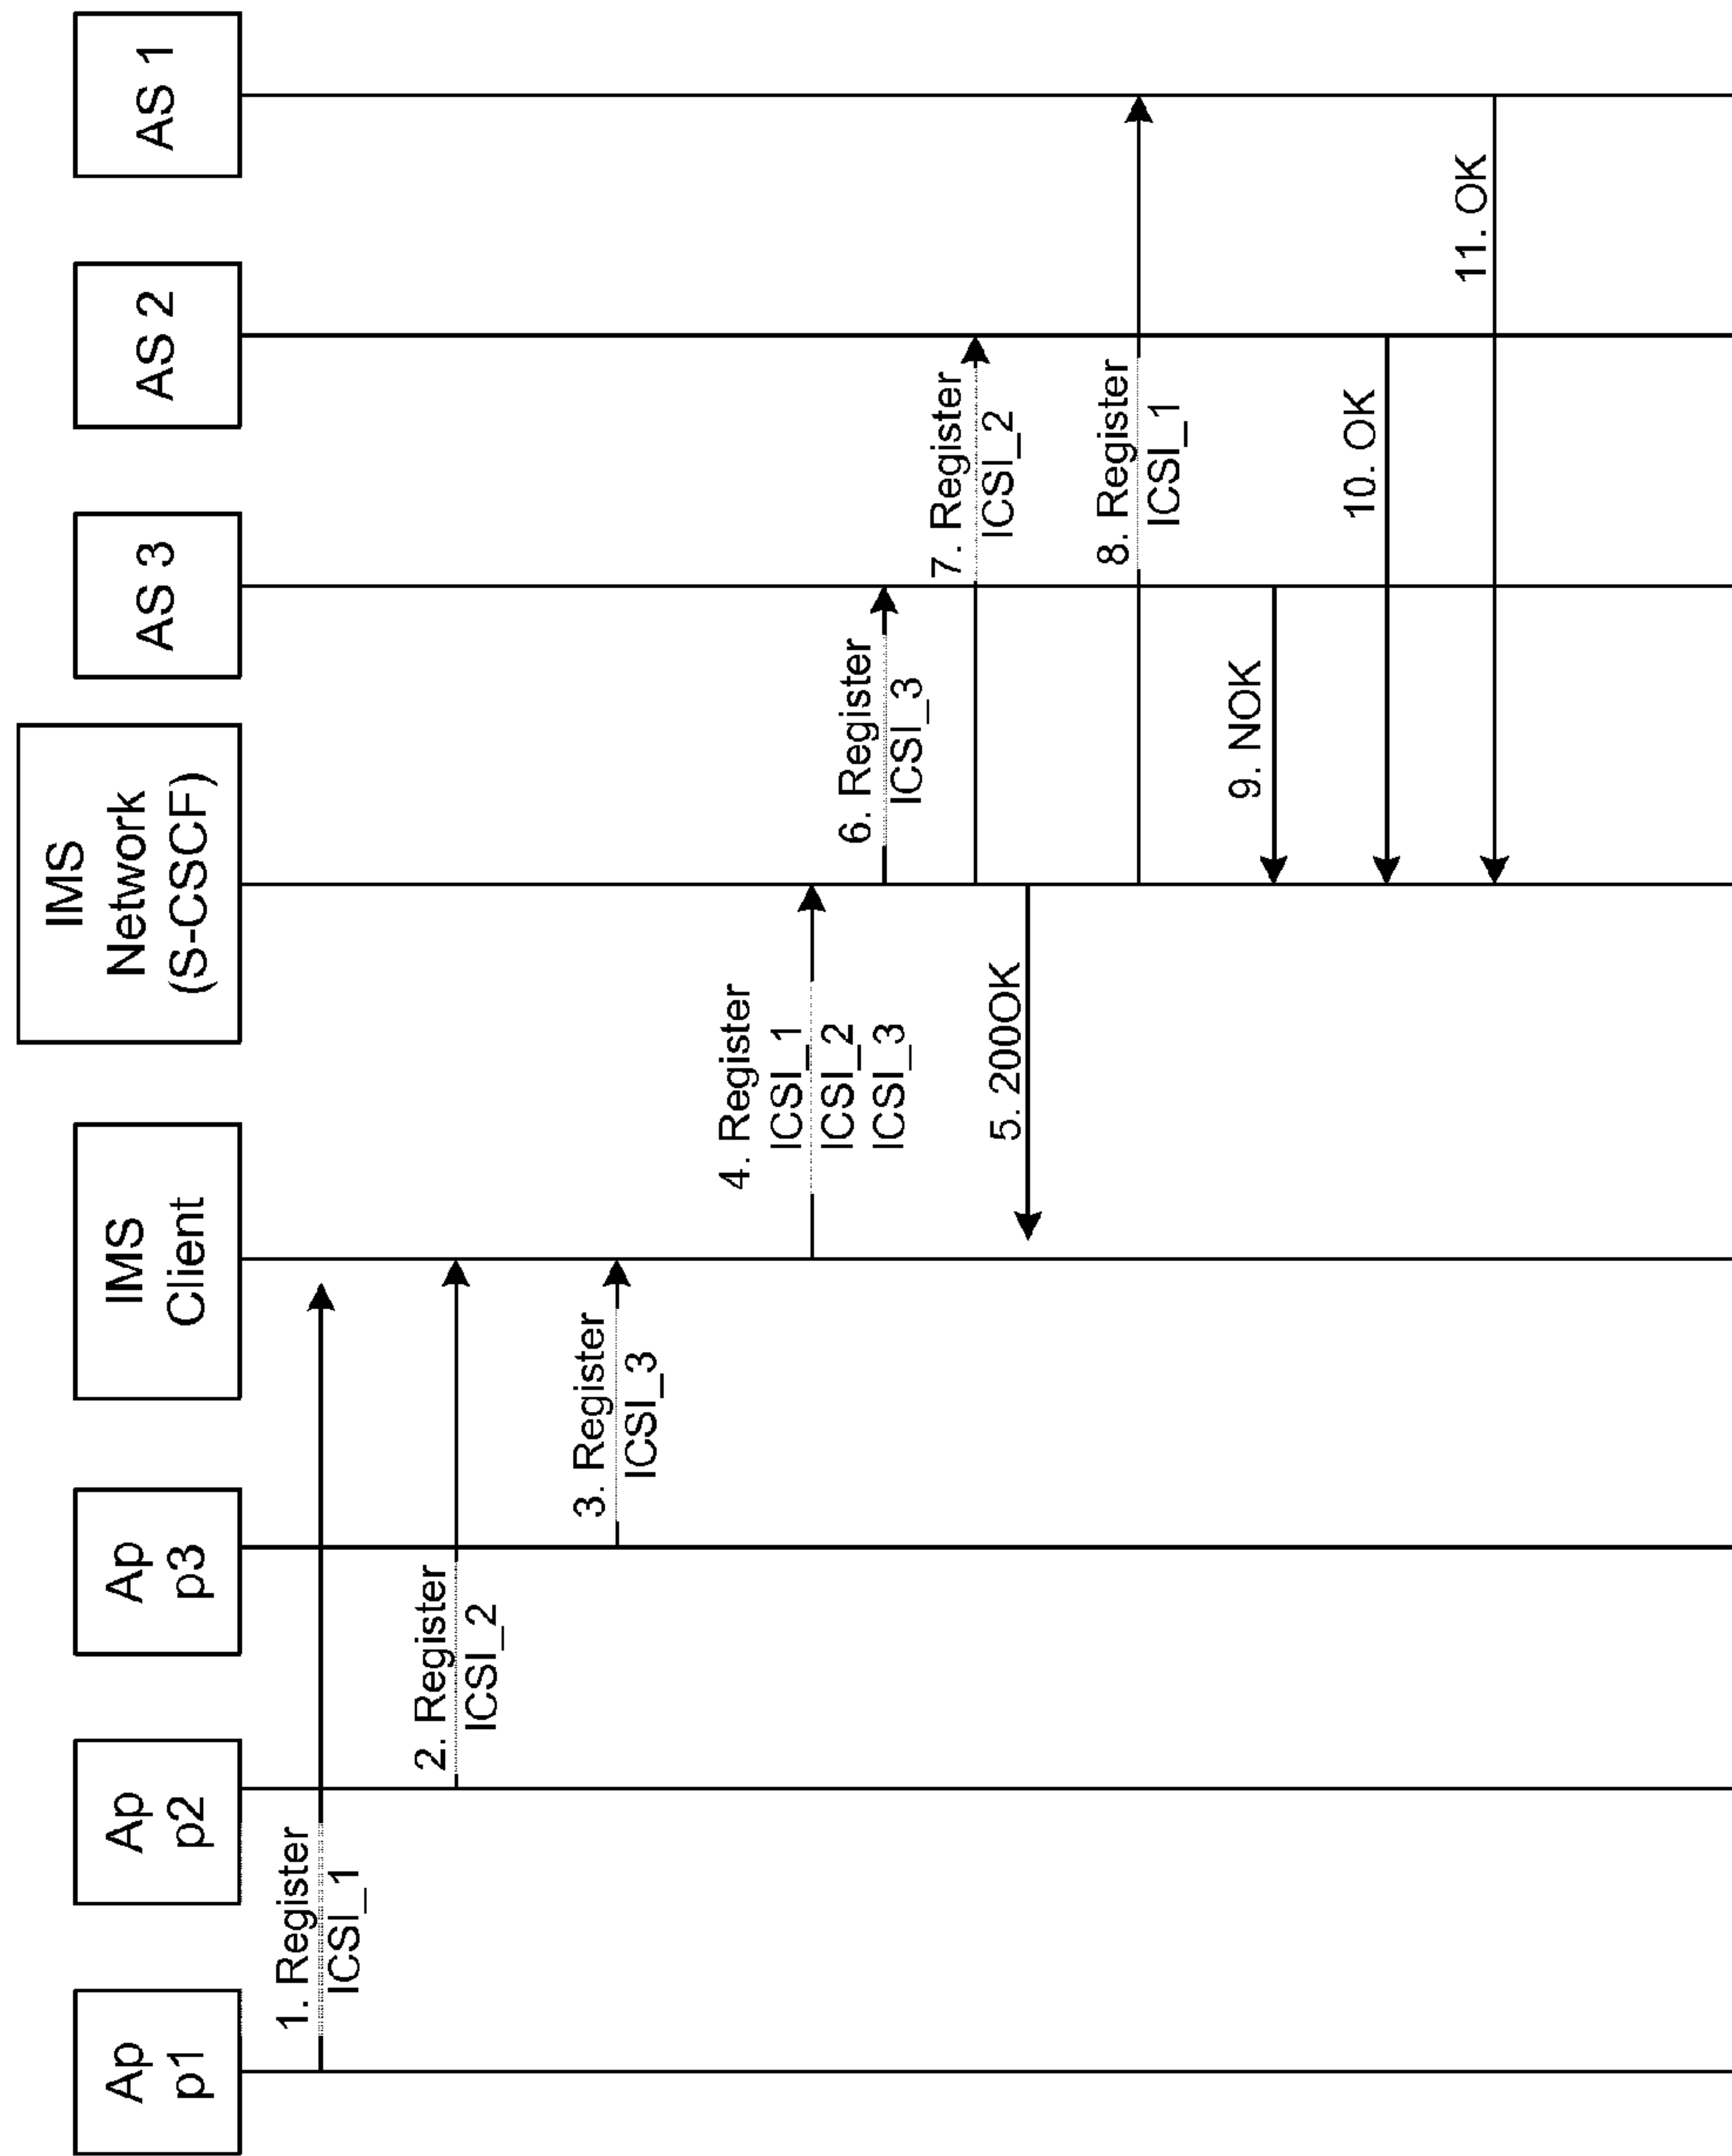 Ap
p1
Ap
p2
Ap
p3
IMS
Client
IMS
Network
(S-CSCF)
AS 3
AS 2
AS 1
1. Register
ICSI_1
2. Register
ICSI_2
3. Register
ICSI_3
4. Register
ICSI_1
ICSI_2
ICSI_3
5. 200OK
6. Register
ICSI_3
7. Register
ICSI_2
8. Register
ICSI_1
9. NOK
10. OK
11. OK